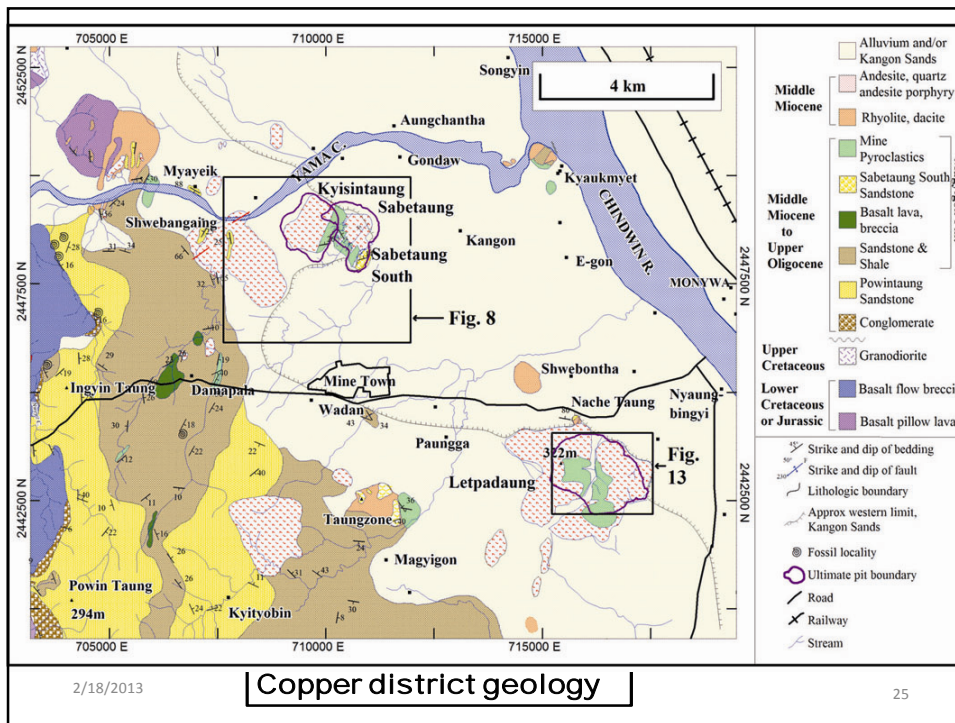 705000 E
710000 E
715000 E
2452500 N
2447500 N
2442500 N
2452500 N
2447500 N
2442500 N
705000 E
710000 E
715000 E
Songyin
4 km
Aungchantha
Gondaw
YAMA C.
Myayeik
88
Kyaukmyet
Kyisintaung
Sabetaung
Shwebangaing
Kangon
CHINDWIN R.
Sabetaung
South
E-gon
MONYWA
Fig. 8
Ingyin Taung
Damapala
Mine Town
Shwebontha
Nyaung-
bingyi
Wadan
Nache Taung
Paungga
322m
Fig.
13
Letpadaung
Taungzone
Magyigon
Powin Taung
294m
Kyityobin
Alluvium and/or
Kangon Sands
Middle
Miocene
Andesite, quartz
andesite porphyry
Rhyolite, dacite
Middle
Miocene
to
Upper
Oligocene
Mine
Pyroclastics
Sabetaung South
Sandstone
Basalt lava,
breccia
Sandstone &
Shale
Powintaung
Sandstone
Conglomerate
Upper
Cretaceous
Granodiorite
Lower
Cretaceous
or Jurassic
Basalt flow breccia
Basalt pillow lava
Strike and dip of bedding
Strike and dip of fault
Lithologic boundary
Approx western limit,
Kangon Sands
Fossil locality
Ultimate pit boundary
Road
Railway
Stream
2/18/2013
Copper district geology
25